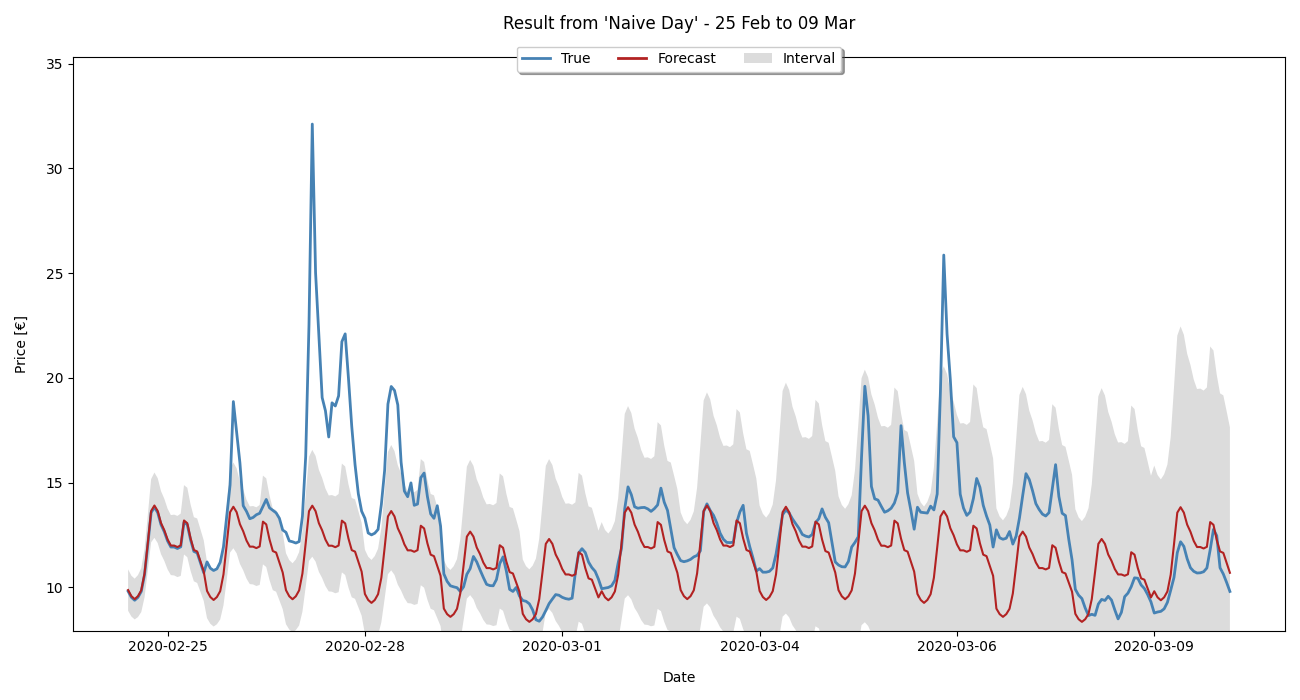 Result from 'Naive Day' - 25 Feb to 09 Mar
True Forecast Interval
35
30
25
20
15
10
Price [€]
2020-02-25 2020-02-28 2020-03-01 2020-03-04 2020-03-06 2020-03-09
Date